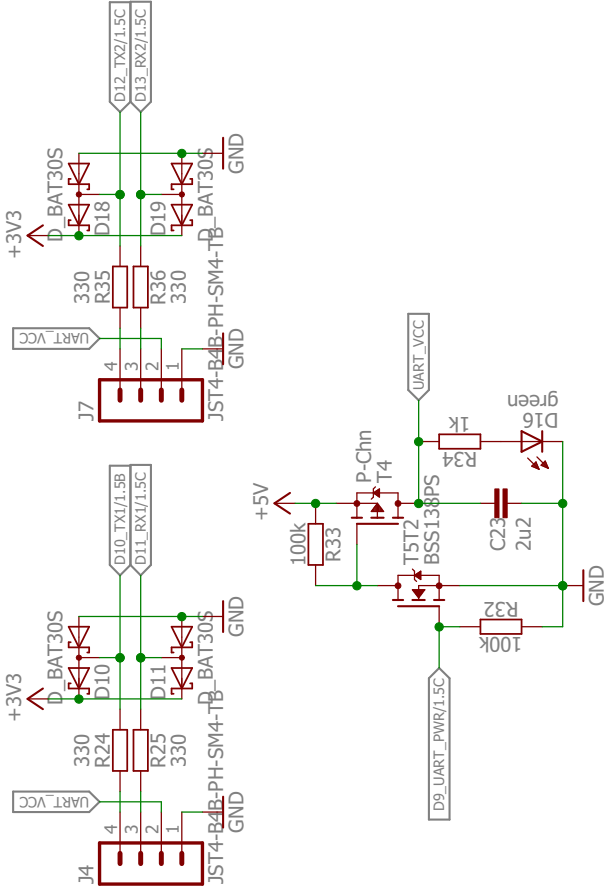 D12_TX2/1.5C
D13_RX2/1.5C
D_BAT30S
D18
D19
D_BAT30S
GND
+3V3
330
R35
R36
330
UART_VCC
4
3
2
1
GND
J7
JST4-B4B-PH-SM4-TB
D10_TX1/1.5B
D11_RX1/1.5C
D_BAT30S
D10
D11
D_BAT30S
GND
+3V3
330
R24
R25
330
UART_VCC
4
3
2
1
GND
J4
JST4-B4B-PH-SM4-TB
UART_VCC
1k
R34
D16
green
P-Chn
T4
+5V
100k
R33
T5T2
BSS138PS
C23
2u2
R32
100k
GND
D9_UART_PWR/1.5C